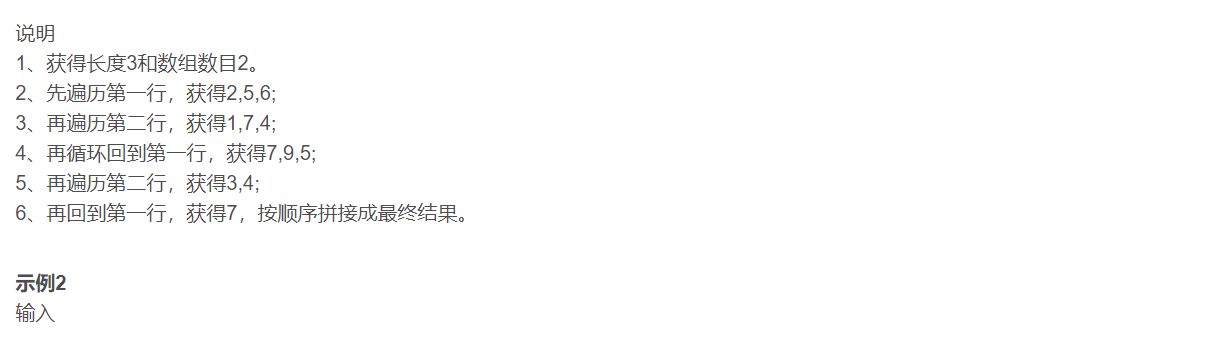 说明
1、获得长度3和数组数目2。
2、先遍历第一行，获得2,5,6;
3、再遍历第二行，获得1,7,4;
4、再循环回到第一行，获得7,9,5;
5、再遍历第二行，获得3,4;
6、再回到第一行，获得7，按顺序拼接成最终结果。
示例2
输入